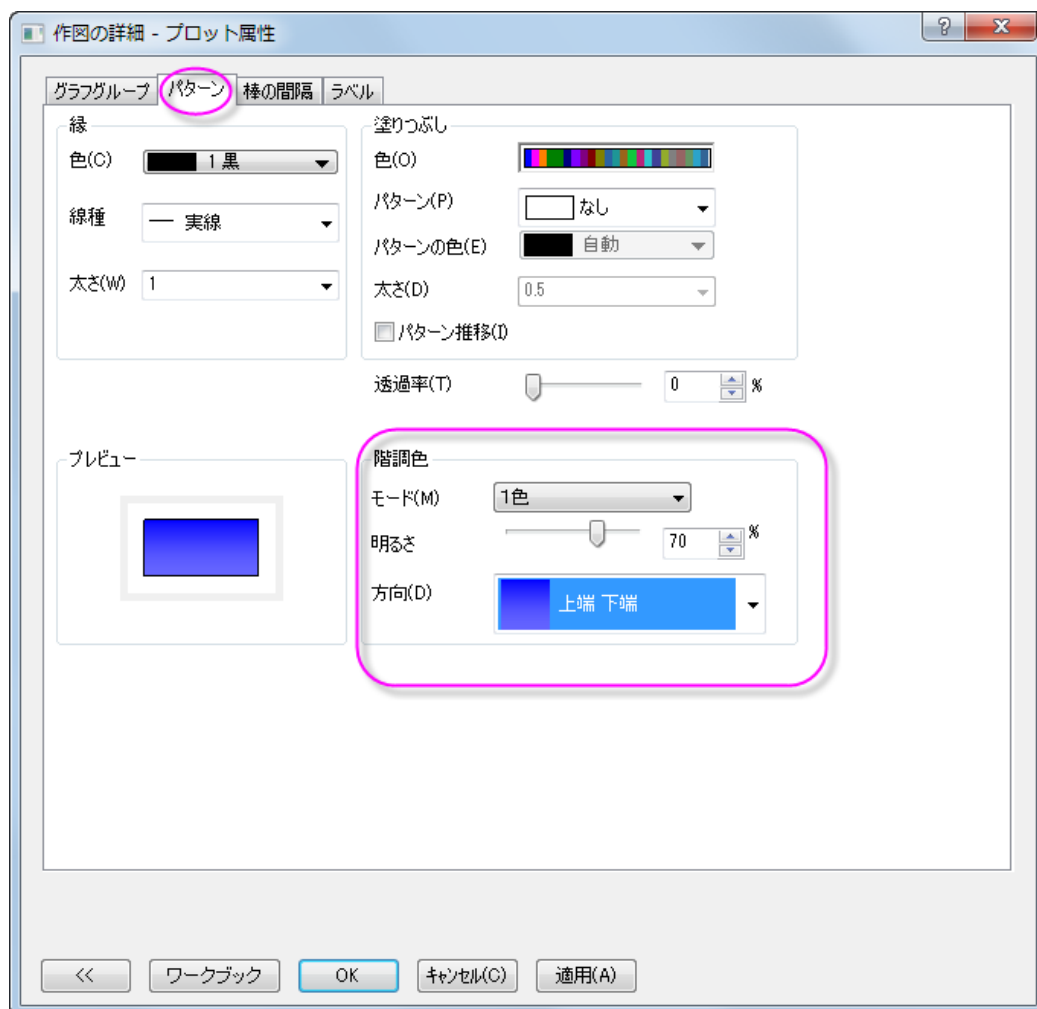 作図の詳細 - プロット属性
グラフグループ パターン 棒の間隔 ラベル
縁
色(C) 1 黒
線種 実線
太さ(W) 1
塗りつぶし
色(O)
パターン(P) なし
パターンの色(E) 自動
太さ(D) 0.5
パターン推移(I)
透過率(T) 0 %
プレビュー
階調色
モード(M) 1色
明るさ 70 %
方向(D) 上端 下端
<< ワークブック OK キャンセル(C) 適用(A)